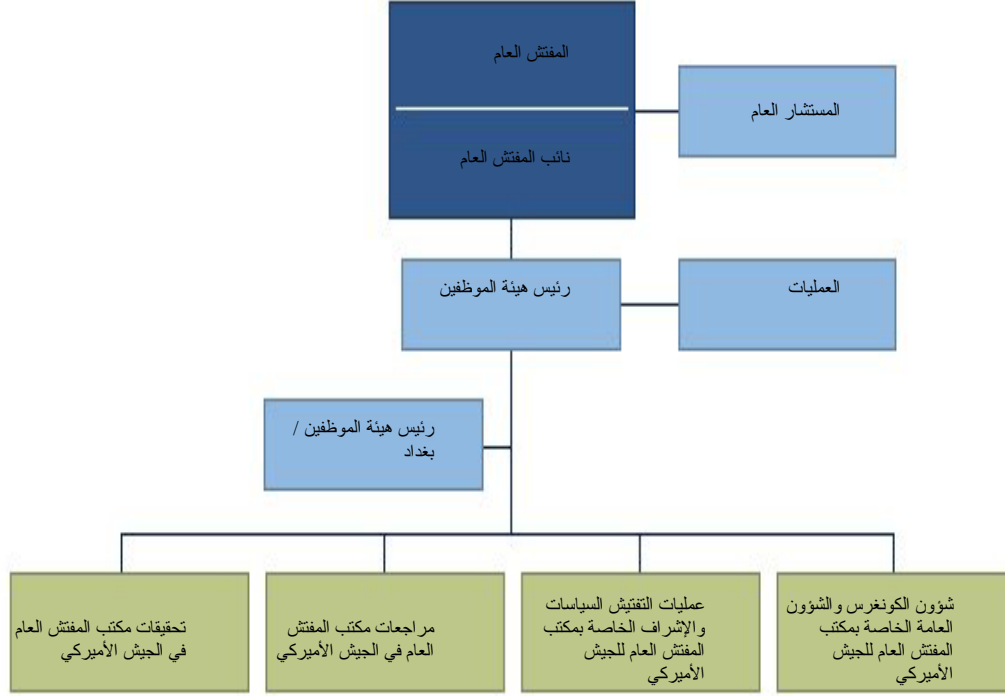 المفتش العام
نائب المفتش العام
المستشار العام
رئيس هيئة الموظفين
العمليات
رئيس هيئة الموظفين /
بغداد
شؤون الكونغرس والشؤون
العامة الخاصة بمكتب
المفتش العام للجيش
الأميركي
عمليات التفتيش السياسات
والإشراف الخاصة بمكتب
المفتش العام للجيش
الأميركي
مراجعات مكتب المفتش
العام في الجيش الأميركي
تحقيقات مكتب المفتش العام
في الجيش الأميركي